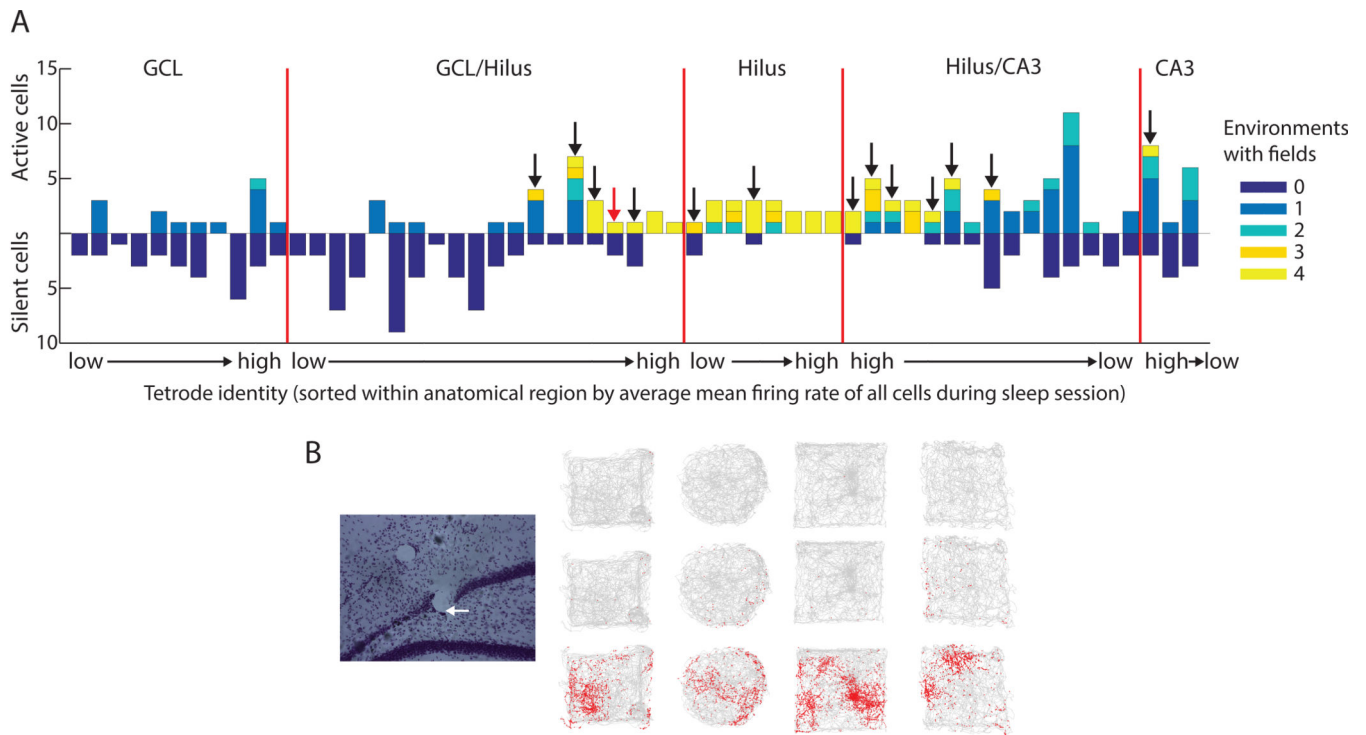 A
GCL
GCL/Hilus
Hilus
Hilus/CA3
CA3
15
10
5
5
10
Active cells
Silent cells
Environments
with fields
0
1
2
3
4
low high low high low high high low high low
Tetrode identity (sorted within anatomical region by average mean firing rate of all cells during sleep session)
B